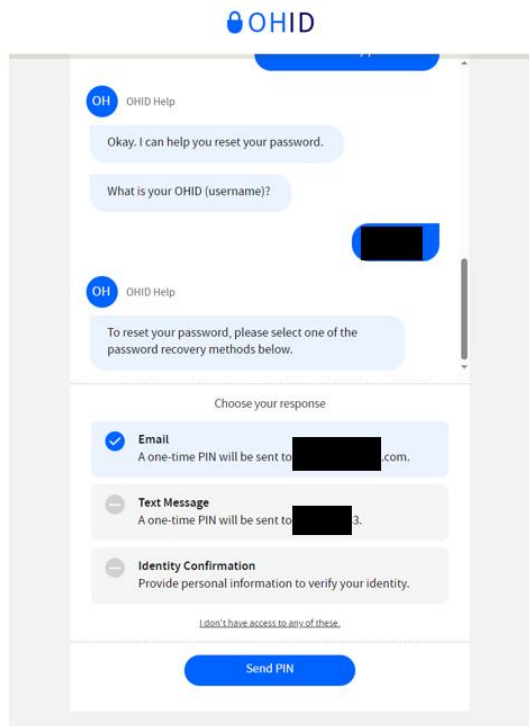 OHID
OH OHID Help
Okay. I can help you reset your password.
What is your OHID (username)?
OH OHID Help
To reset your password, please select one of the
password recovery methods below.
Choose your response
Email
A one-time PIN will be sent to .com.
Text Message
A one-time PIN will be sent to 3.
Identity Confirmation
Provide personal information to verify your identity.
I don't have access to any of these.
Send PIN